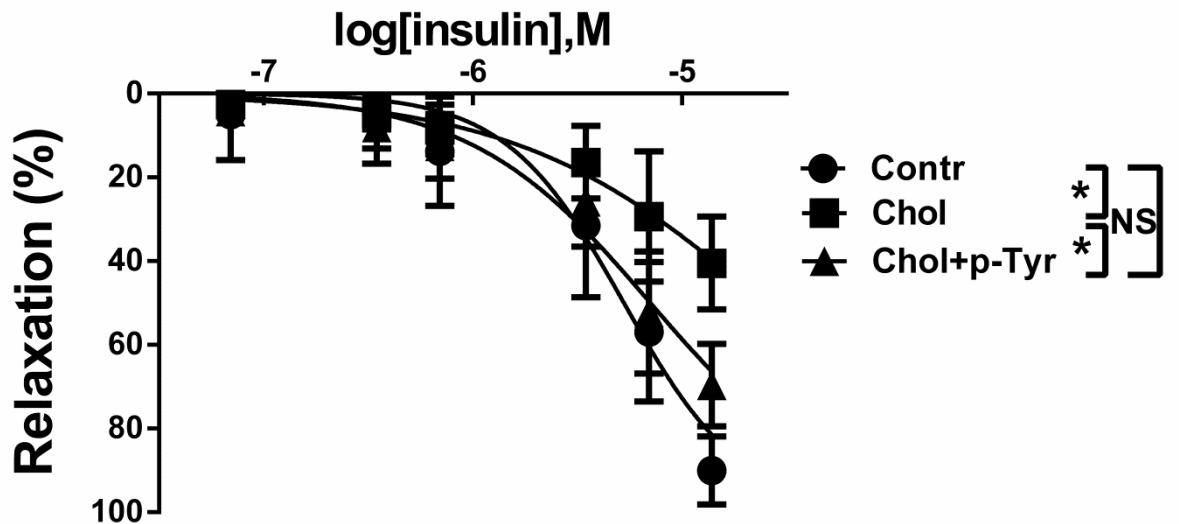 log[insulin],M
-7 -6 -5
0
20
40
60
80
100
Relaxation (%)
Contr
Chol
Chol+p-Tyr
*
*
NS